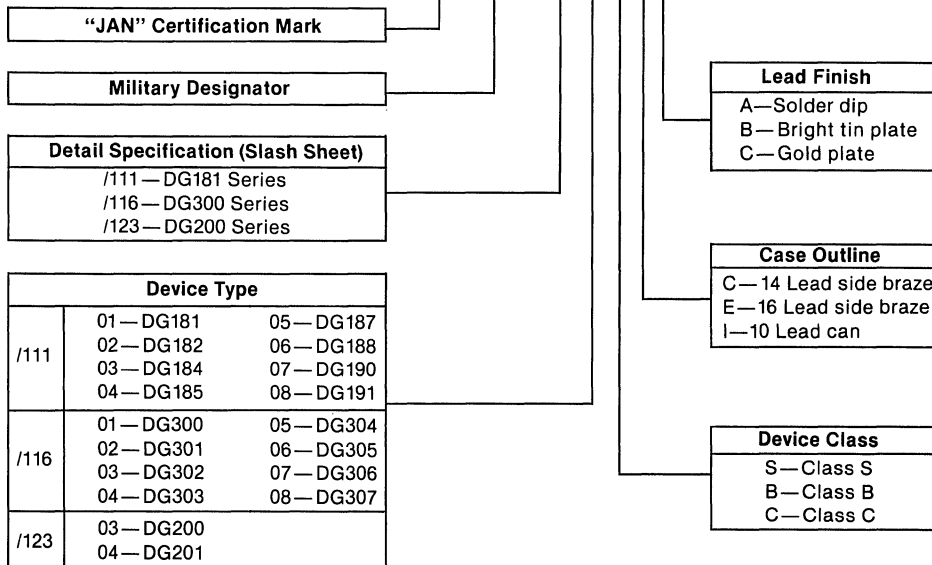 “JAN” Certification Mark
Military Designator
Detail Specification (Slash Sheet)
/111—DG181 Series
/116—DG300 Series
/123—DG200 Series
Device Type
/111
01—DG181 05—DG187
02—DG182 06—DG188
03—DG184 07—DG190
04—DG185 08—DG191
/116
01—DG300 05—DG304
02—DG301 06—DG305
03—DG302 07—DG306
04—DG303 08—DG307
/123
03—DG200
04—DG201
Lead Finish
A—Solder dip
B—Bright tin plate
C—Gold plate
Case Outline
C—14 Lead side braze
E—16 Lead side braze
I—10 Lead can
Device Class
S—Class S
B—Class B
C—Class C